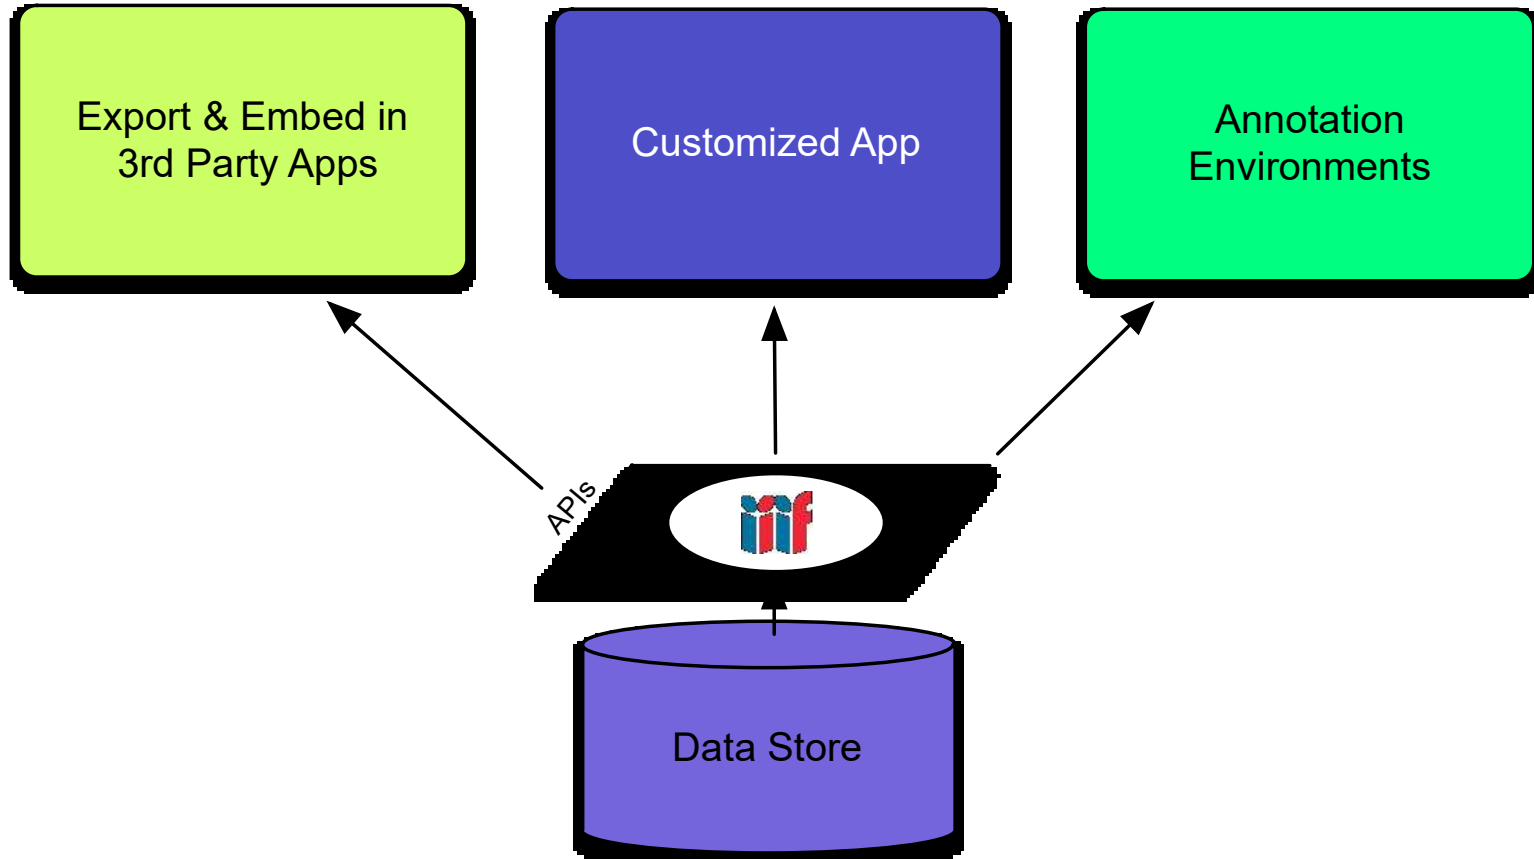 Export & Embed in
3rd Party Apps
Customized App
Annotation
Environments
APIs
iiif
Data Store